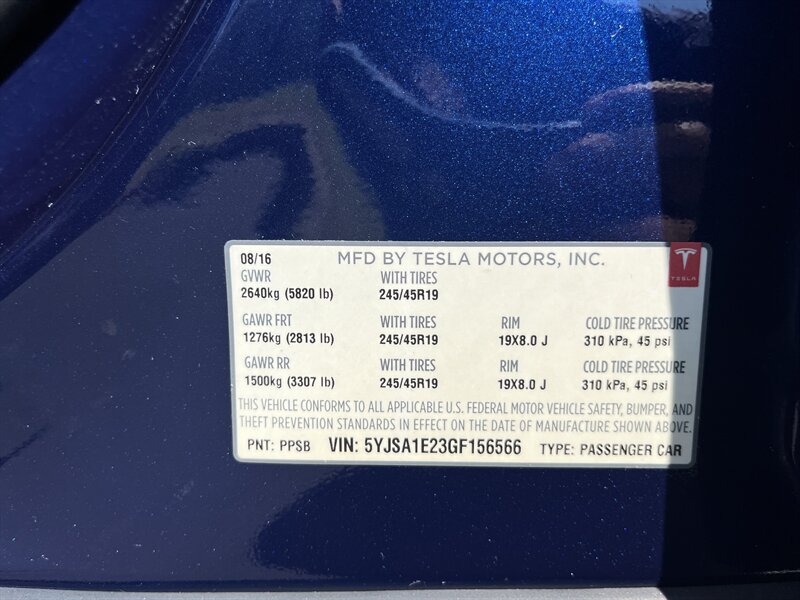 08/16 MFD BY TESLA MOTORS, INC.
TESLA
GVWR WITH TIRES
2640kg (5820 lb) 245/45R19
GAWR FRT WITH TIRES RIM COLD TIRE PRESSURE
1276kg (2813 lb) 245/45R19 19X8.0 J 310 kPa, 45 psi
GAWR RR WITH TIRES RIM COLD TIRE PRESSURE
1500kg (3307 lb) 245/45R19 19X8.0 J 310 kPa, 45 psi
THIS VEHICLE CONFORMS TO ALL APPLICABLE U.S. FEDERAL MOTOR VEHICLE SAFETY, BUMPER, AND
THEFT PREVENTION STANDARDS IN EFFECT ON THE DATE OF MANUFACTURE SHOWN ABOVE.
PNT: PPSB VIN: 5YJSA1E23GF156566 TYPE: PASSENGER CAR